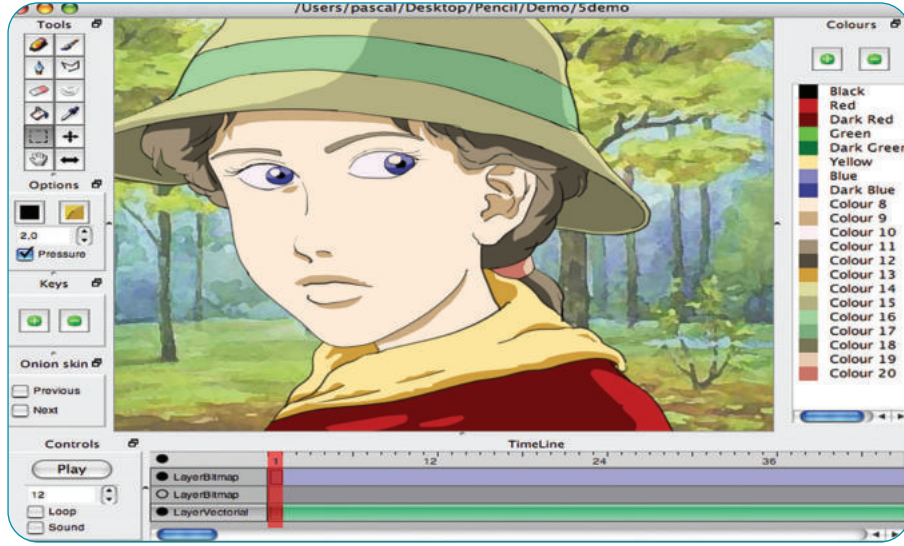 /Users/pascal/Desktop/Pencil/Demo/5demo
Tools
Options
2,0
Pressure
Keys
Onion skin
Previous
Next
Colours
Black
Red
Dark Red
Green
Dark Green
Yellow
Blue
Dark Blue
Colour 8
Colour 9
Colour 10
Colour 11
Colour 12
Colour 13
Colour 14
Colour 15
Colour 16
Colour 17
Colour 18
Colour 19
Colour 20
Controls
Play
12
Loop
Sound
TimeLine
1 12 24 36
LayerBitmap
LayerBitmap
LayerVectorial